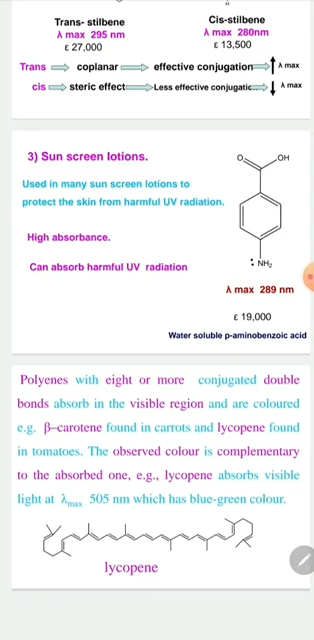 Trans- stilbene Cis-stilbene
λ max 295 nm λ max 280nm
ε 27,000 ε 13,500
Trans coplanar effective conjugation λ max
cis steric effect Less effective conjugatic λ max
3) Sun screen lotions.
O OH
Used in many sun screen lotions to
protect the skin from harmful UV radiation.
High absorbance.
Can absorb harmful UV radiation
: NH2
λ max 289 nm
ε 19,000
Water soluble p-aminobenzoic acid
Polyenes with eight or more conjugated double
bonds absorb in the visible region and are coloured
e.g. β–carotene found in carrots and lycopene found
in tomatoes. The observed colour is complementary
to the absorbed one, e.g., lycopene absorbs visible
light at λmax 505 nm which has blue-green colour.
lycopene